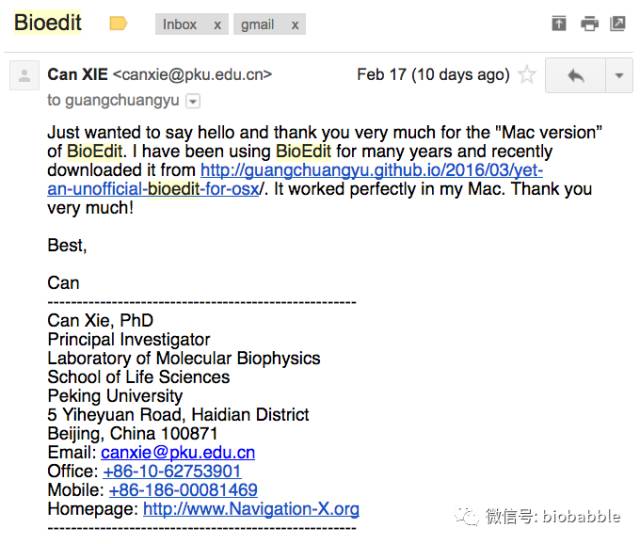 Bioedit
Inbox x gmail x
Can XIE <canxie@pku.edu.cn> Feb 17 (10 days ago)
to guangchuangyu
Just wanted to say hello and thank you very much for the "Mac version"
of BioEdit. I have been using BioEdit for many years and recently
downloaded it from http://guangchuangyu.github.io/2016/03/yet-
an-unofficial-bioedit-for-osx/. It worked perfectly in my Mac. Thank you
very much!
Best,
Can
----------------------------------------------------
Can Xie, PhD
Principal Investigator
Laboratory of Molecular Biophysics
School of Life Sciences
Peking University
5 Yiheyuan Road, Haidian District
Beijing, China 100871
Email: canxie@pku.edu.cn
Office: +86-10-62753901
Mobile: +86-186-00081469
Homepage: http://www.Navigation-X.org
----------------------------------------------------
微信号: biobabble